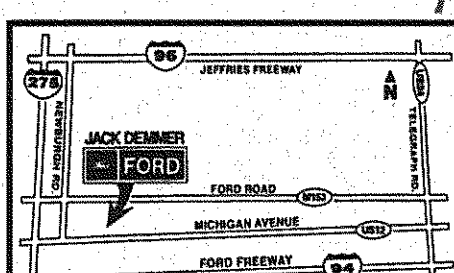 96
JEFFRIES FREEWAY
275
US24
N
NEWBURGH RD.
TELEGRAPH RD.
JACK DEMMER
FORD
FORD ROAD
M153
MICHIGAN AVENUE
US12
FORD FREEWAY
94